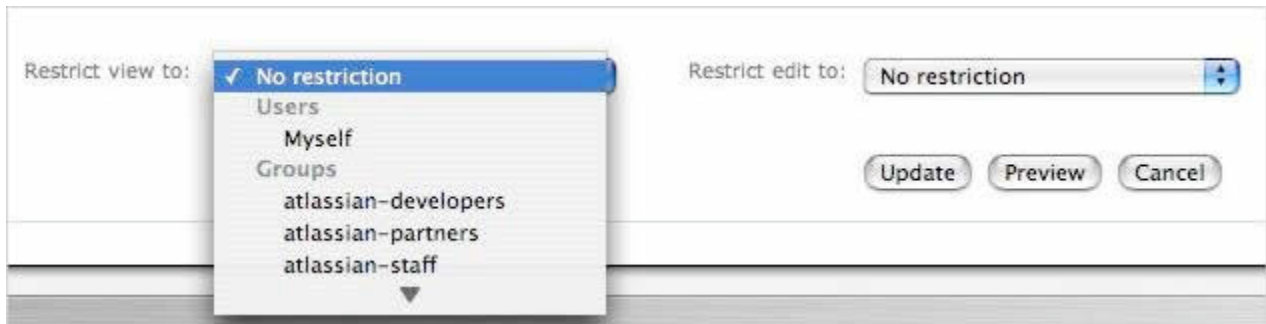 Restrict view to:
✓ No restriction
Users
Myself
Groups
atlassian-developers
atlassian-partners
atlassian-staff
Restrict edit to:
No restriction
Update
Preview
Cancel